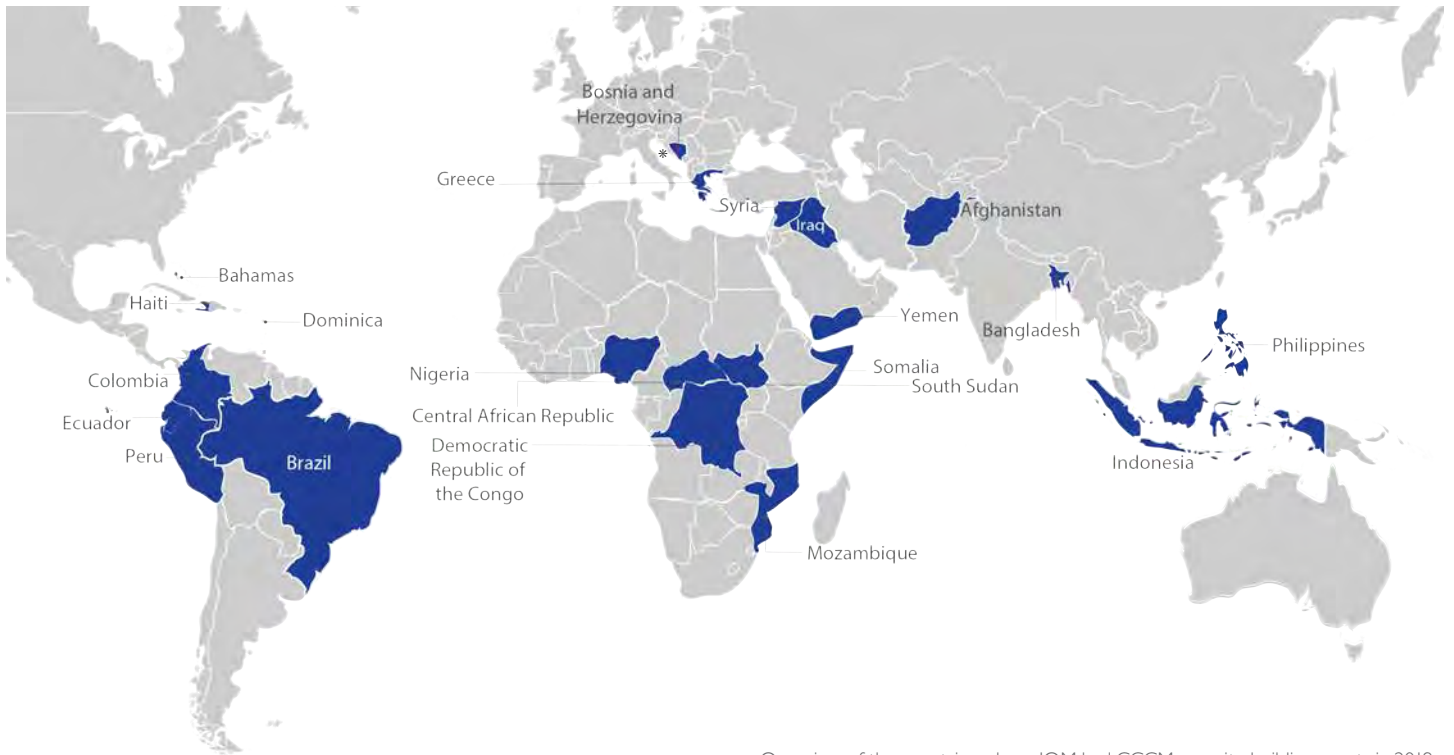 Bosnia and
Herzegovina
*
Greece
Syria
Iraq
Afghanistan
Bahamas
Haiti
Dominica
Yemen
Bangladesh
Philippines
Colombia
Nigeria
Somalia
South Sudan
Central African Republic
Ecuador
Peru
Brazil
Democratic
Republic of
the Congo
Indonesia
Mozambique